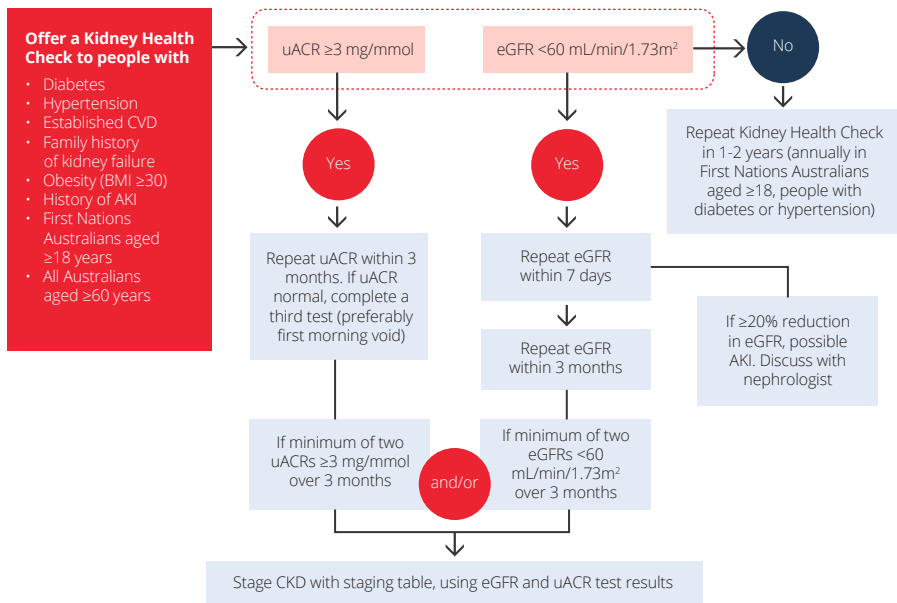 Offer a Kidney Health
Check to people with
• Diabetes
• Hypertension
• Established CVD
• Family history
of kidney failure
• Obesity (BMI ≥30)
• History of AKI
• First Nations
Australians aged
≥18 years
• All Australians
aged ≥60 years
uACR ≥3 mg/mmol
eGFR <60 mL/min/1.73m²
No
Yes
Yes
Repeat Kidney Health Check
in 1-2 years (annually in
First Nations Australians
aged ≥18, people with
diabetes or hypertension)
Repeat uACR within 3
months. If uACR
normal, complete a
third test (preferably
first morning void)
Repeat eGFR
within 7 days
If ≥20% reduction
in eGFR, possible
AKI. Discuss with
nephrologist
Repeat eGFR
within 3 months
If minimum of two
uACRs ≥3 mg/mmol
over 3 months
and/or
If minimum of two
eGFRs <60
mL/min/1.73m²
over 3 months
Stage CKD with staging table, using eGFR and uACR test results